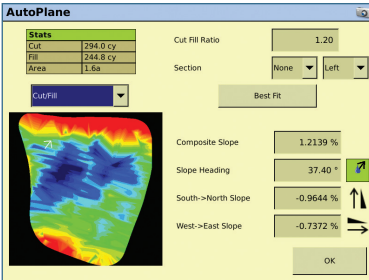 AutoPlane
Stats
Cut 294.0 cy
Fill 244.8 cy
Area 1.6a
Cut Fill Ratio 1.20
Section None Left
Cut/Fill
Best Fit
Composite Slope 1.2139 %
Slope Heading 37.40 °
South->North Slope -0.9644 %
West->East Slope -0.7372 %
OK